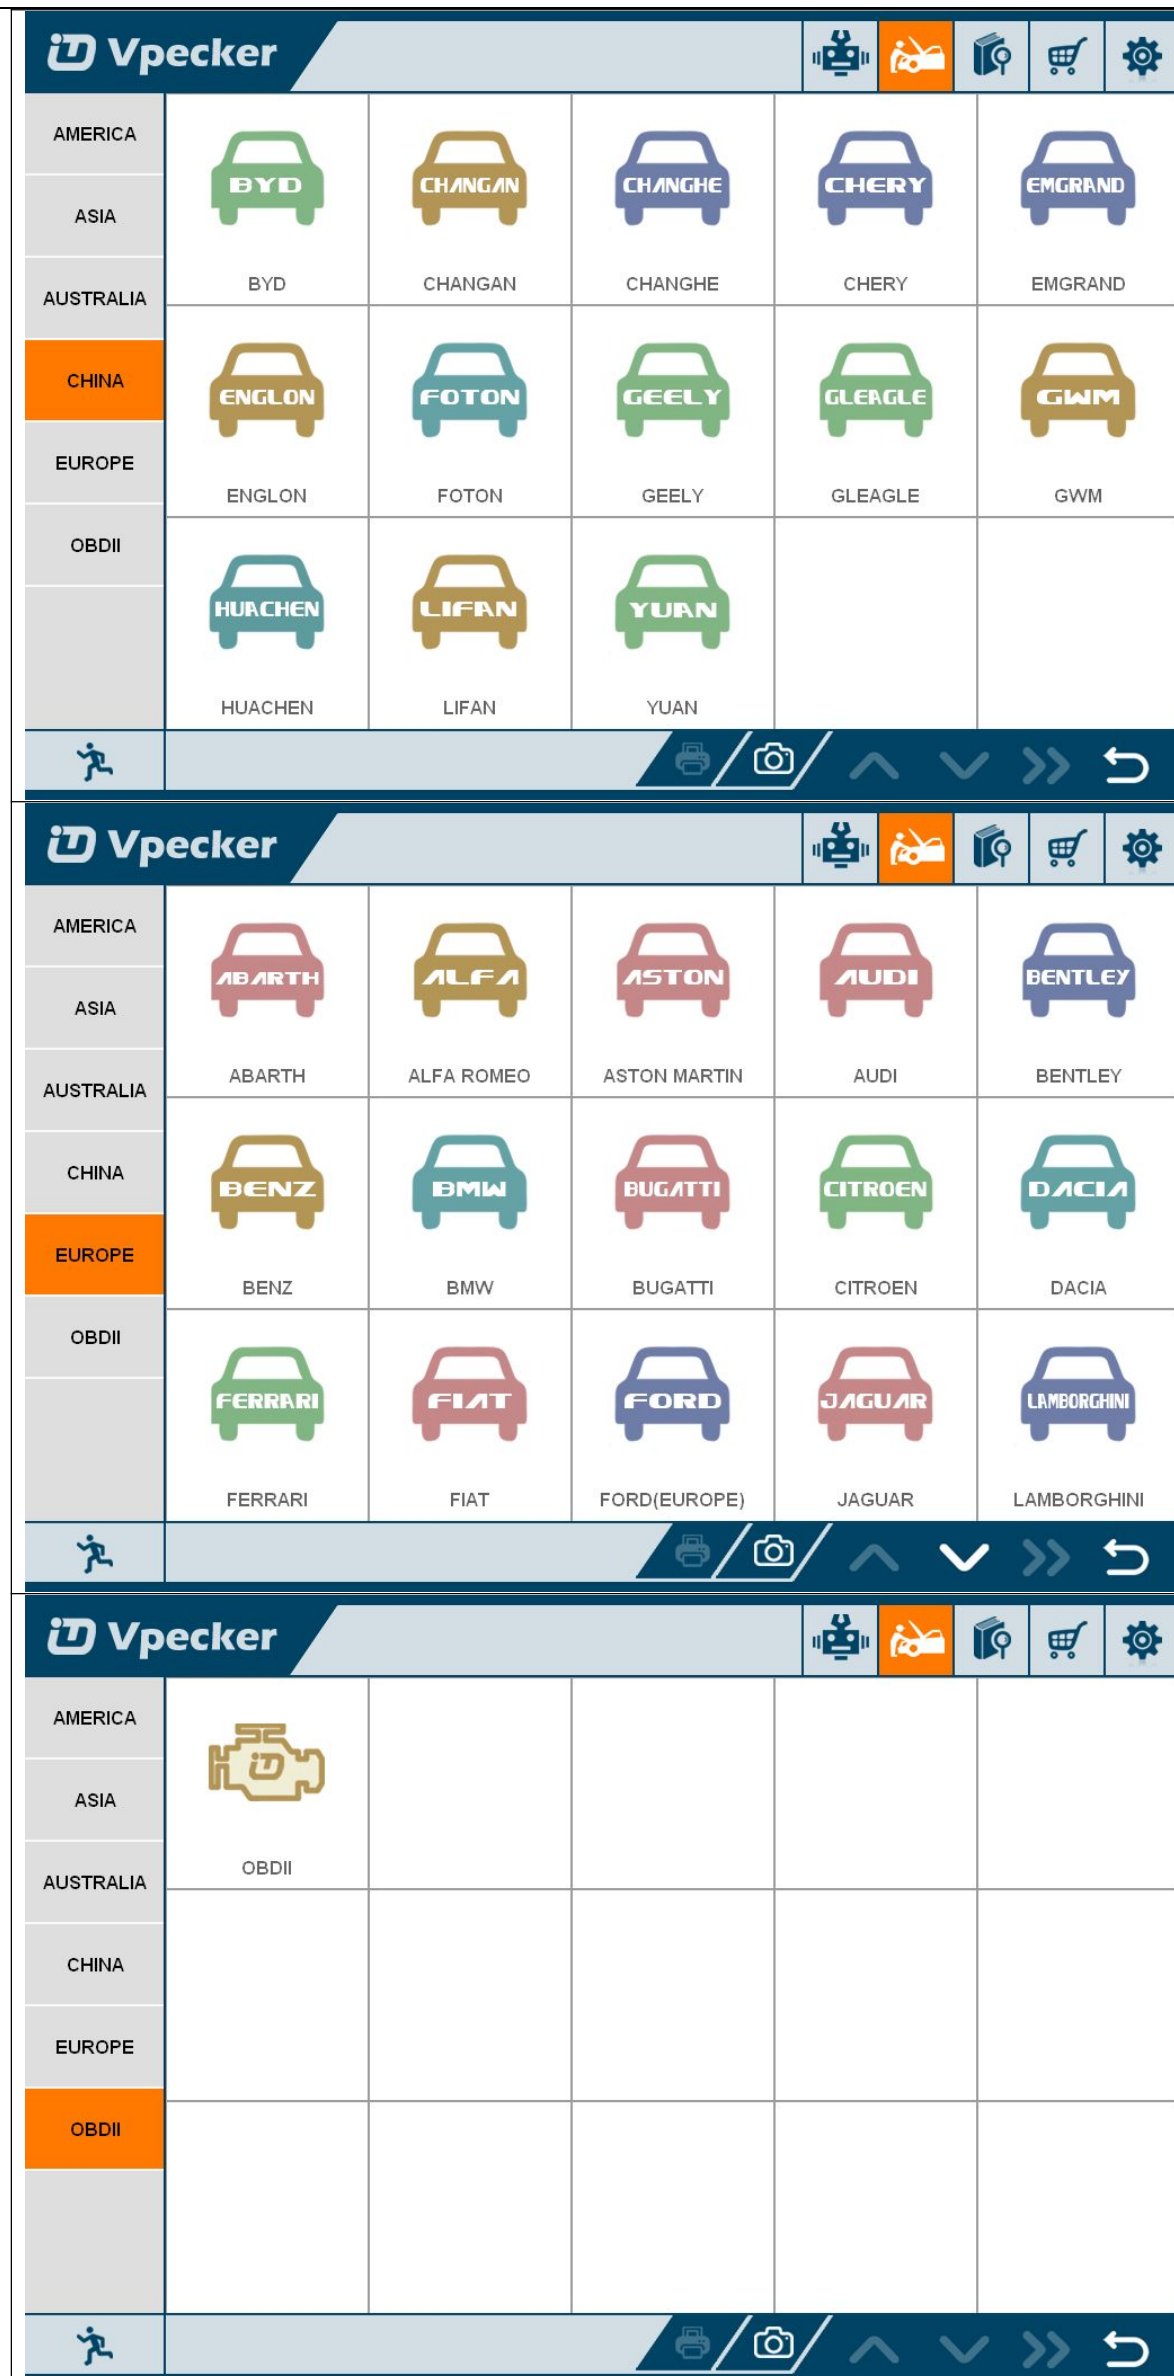 Vpecker
AMERICA
ASIA
AUSTRALIA
CHINA
EUROPE
OBDII
BYD CHANGAN CHANGHE CHERY EMGRAND
BYD CHANGAN CHANGHE CHERY EMGRAND
ENGLON FOTON GEELY GLEAGLE GWM
ENGLON FOTON GEELY GLEAGLE GWM
HUACHEN LIFAN YUAN
HUACHEN LIFAN YUAN
Vpecker
AMERICA
ASIA
AUSTRALIA
CHINA
EUROPE
OBDII
ABARTH ALFA ASTON AUDI BENTLEY
ABARTH ALFA ROMEO ASTON MARTIN AUDI BENTLEY
BENZ BMW BUGATTI CITROEN DACIA
BENZ BMW BUGATTI CITROEN DACIA
FERRARI FIAT FORD JAGUAR LAMBORGHINI
FERRARI FIAT FORD(EUROPE) JAGUAR LAMBORGHINI
Vpecker
AMERICA
ASIA
AUSTRALIA
CHINA
EUROPE
OBDII
OBDII